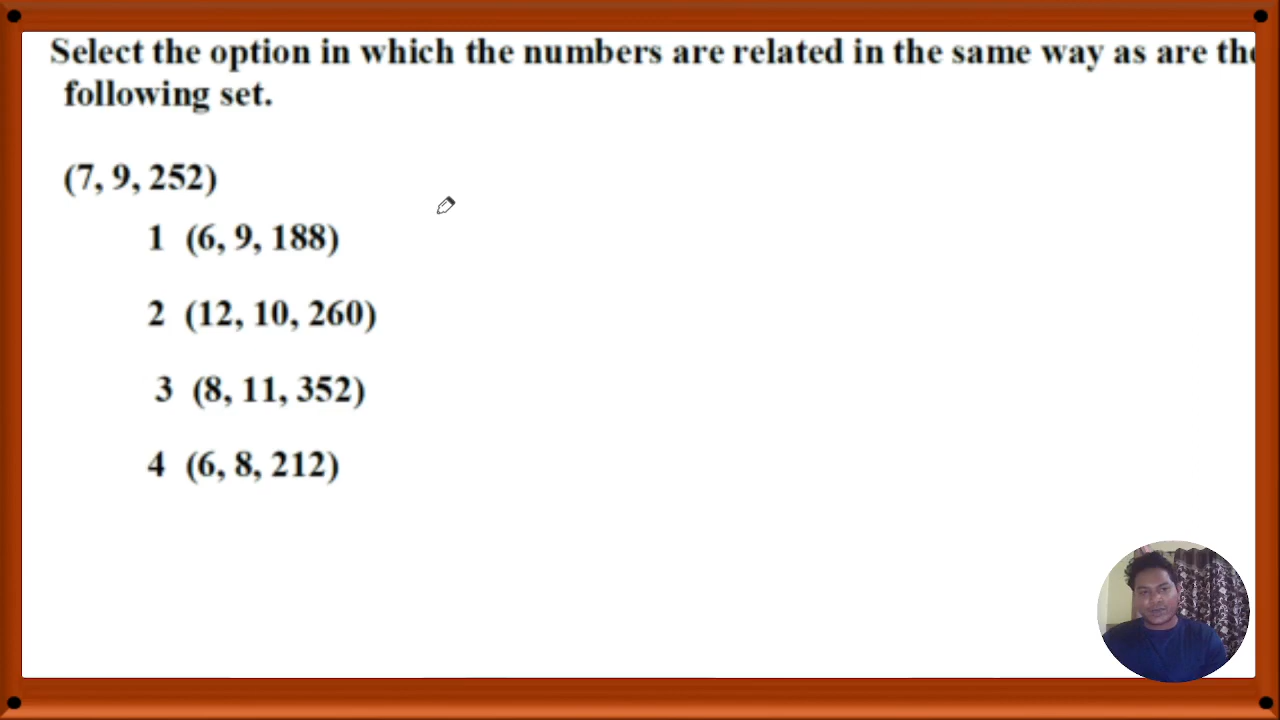 Select the option in which the numbers are related in the same way as are the
following set.
(7, 9, 252)
1 (6, 9, 188)
2 (12, 10, 260)
3 (8, 11, 352)
4 (6, 8, 212)